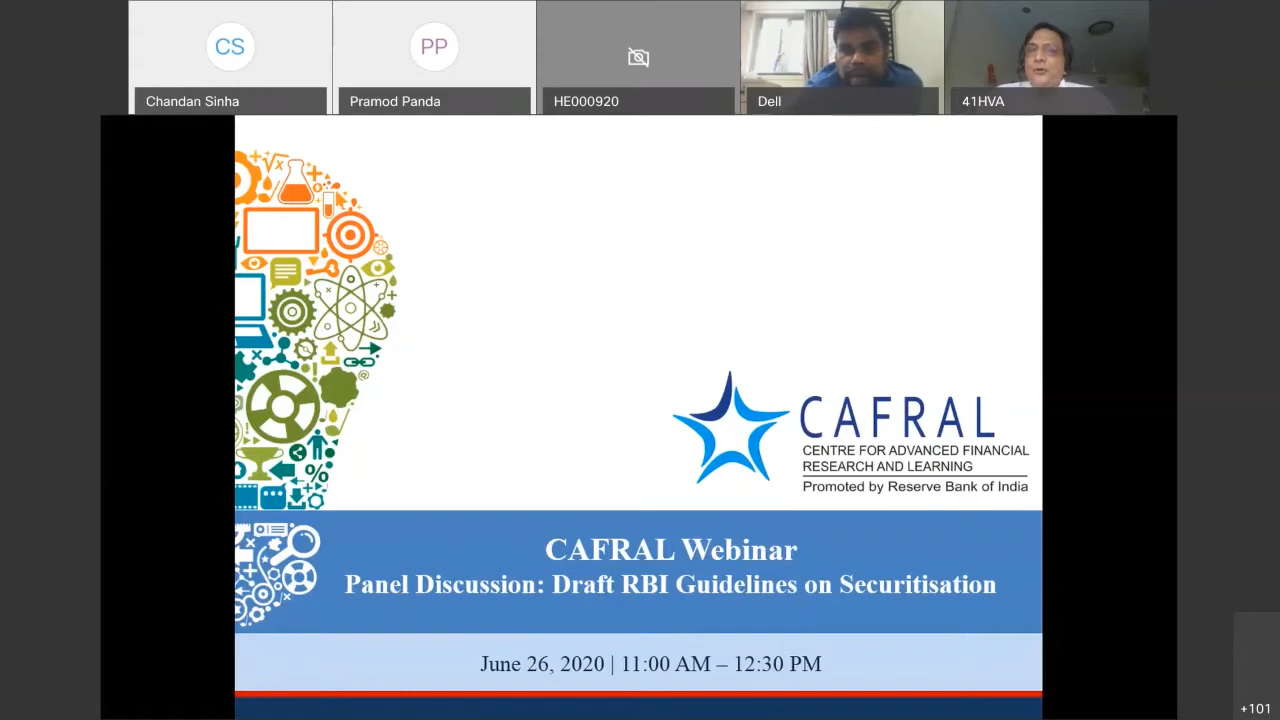 CS
PP
Chandan Sinha
Pramod Panda
HE000920
Dell
41HVA
CAFRAL
CENTRE FOR ADVANCED FINANCIAL
RESEARCH AND LEARNING
Promoted by Reserve Bank of India
CAFRAL Webinar
Panel Discussion: Draft RBI Guidelines on Securitisation
June 26, 2020 | 11:00 AM – 12:30 PM
+101